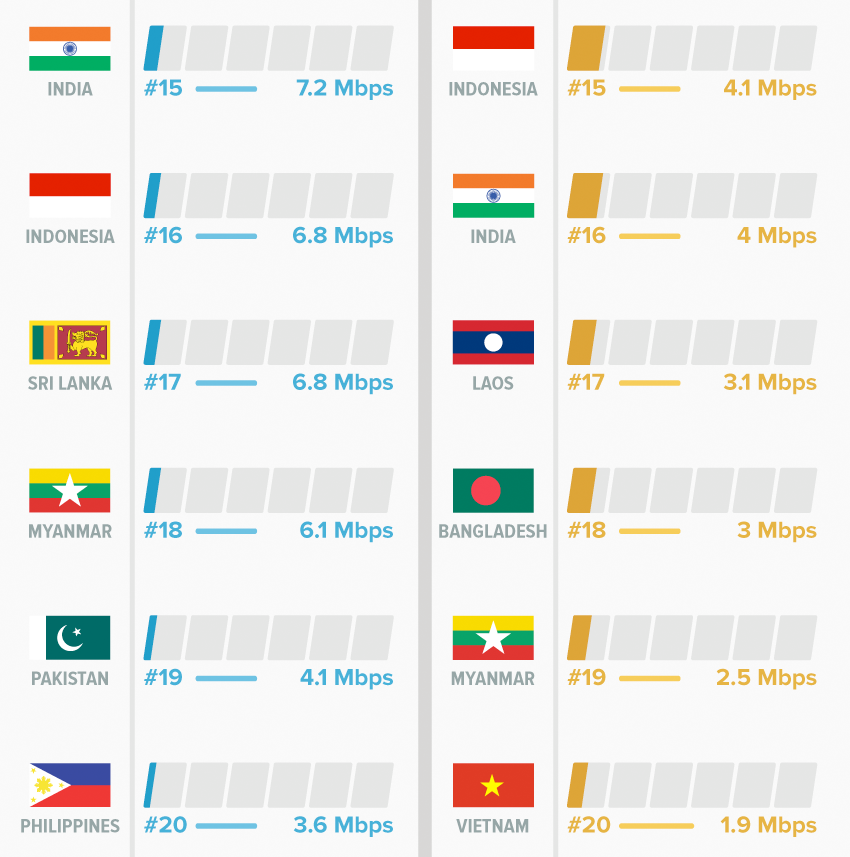 INDIA
#15 7.2 Mbps
INDONESIA
#16 6.8 Mbps
SRI LANKA
#17 6.8 Mbps
MYANMAR
#18 6.1 Mbps
PAKISTAN
#19 4.1 Mbps
PHILIPPINES
#20 3.6 Mbps
INDONESIA
#15 4.1 Mbps
INDIA
#16 4 Mbps
LAOS
#17 3.1 Mbps
BANGLADESH
#18 3 Mbps
MYANMAR
#19 2.5 Mbps
VIETNAM
#20 1.9 Mbps